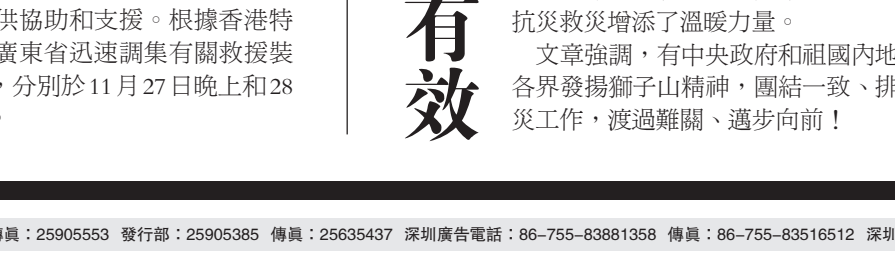 供協助和支援。根據香港特
廣東省迅速調集有關救援裝
，分別於11月27日晚上和28
有效
抗災救災增添了溫暖力量。
文章強調，有中央政府和祖國內地
各界發揚獅子山精神，團結一致、排
災工作，渡過難關、邁步向前！
傳眞：25905553 發行部：25905385 傳眞：25635437 深圳廣告電話：86–755–83881358 傳眞：86–755–83516512 深圳